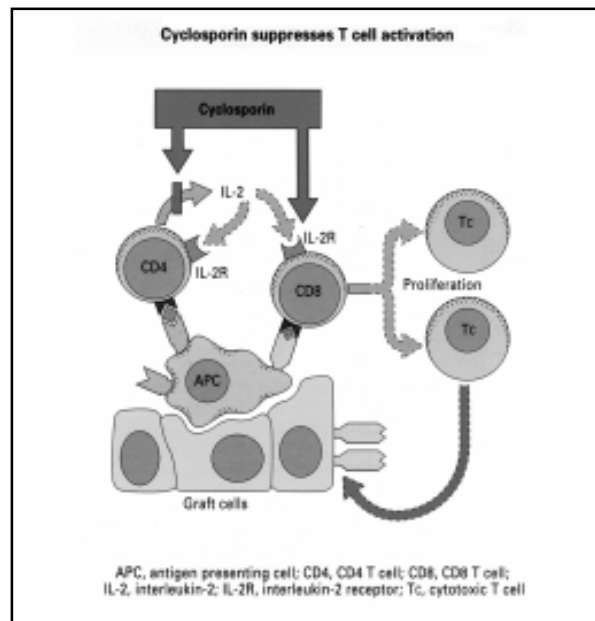 Cyclosporin suppresses T cell activation
Cyclosporin
IL-2
IL-2R
IL-2R
CD4
CD8
Tc
Proliferation
Tc
APC
Graft cells
APC, antigen presenting cell; CD4, CD4 T cell; CD8, CD8 T cell;
IL-2, interleukin-2; IL-2R, interleukin-2 receptor; Tc, cytotoxic T cell